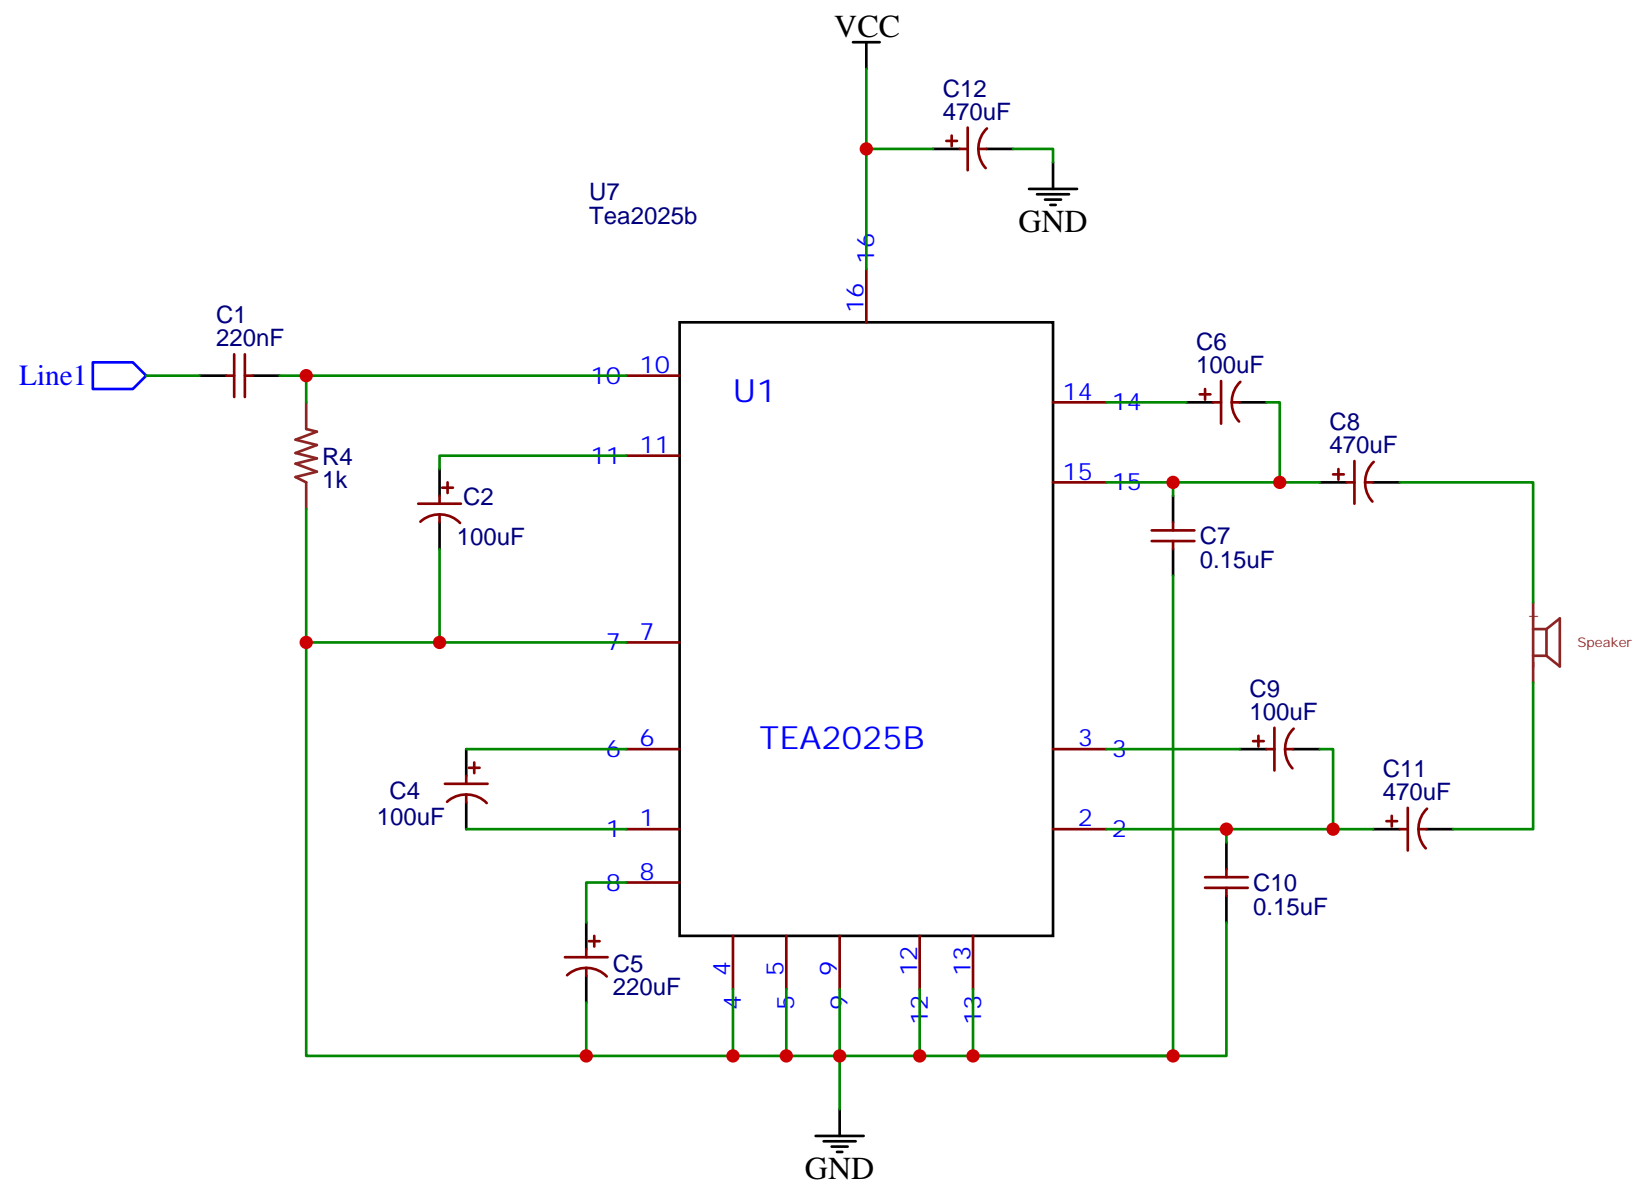 VCC
C12
470uF
GND
U7
Tea2025b
16
16
C1
220nF
Line1
10 10
U1
C6
100uF
14 14
11 11
R4
1k
C2
100uF
C8
470uF
15 15
C7
0.15uF
7 7
Speaker
C9
100uF
TEA2025B
6 6
3 3
C4
100uF
C11
470uF
1 1
2 2
8 8
C10
0.15uF
C5
220uF
4 5 9 12 13
4 5 9 12 13
GND